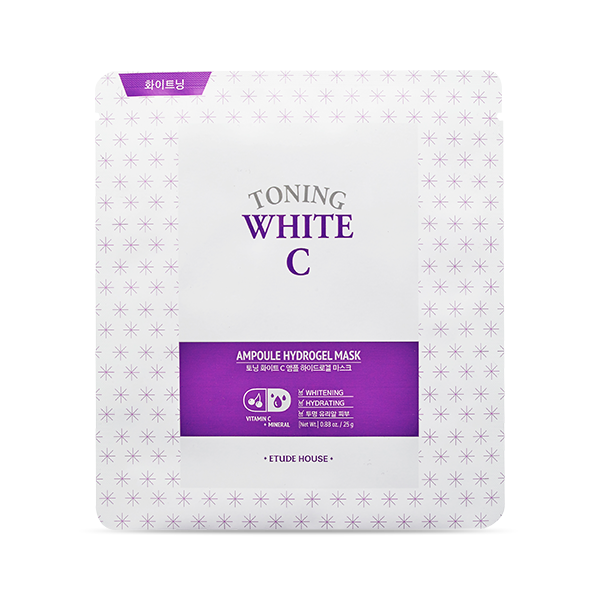 화이트닝
TONING
WHITE
C
AMPOULE HYDROGEL MASK
토닝 화이트 C 앰플 하이드로겔 마스크
VITAMIN C
+ MINERAL
WHITENING
HYDRATING
투명 유리알 피부
[Net Wt.] 0.88 oz. / 25 g
• ETUDE HOUSE •